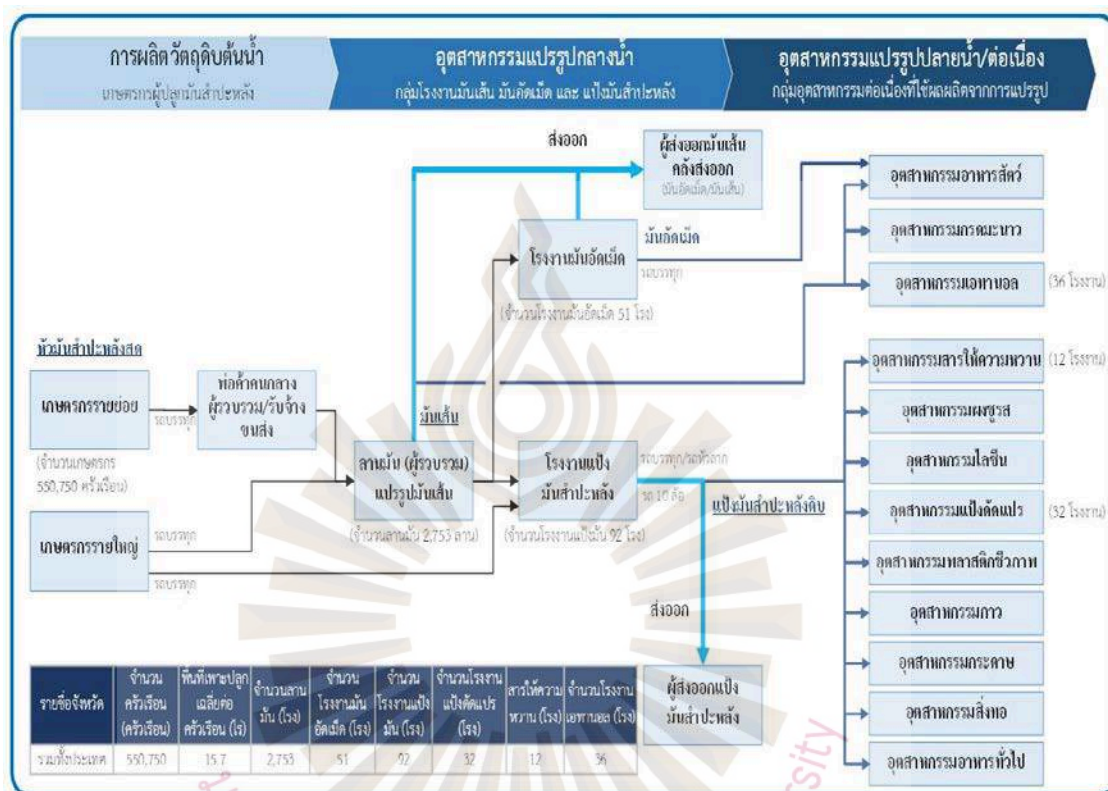 การผลิตวัตถุดิบต้นน้ำ
เกษตรกรผู้ปลูกมันสำปะหลัง
อุตสาหกรรมแปรรูปกลางน้ำ
กลุ่มโรงงานมันเส้น มันอัดเม็ด และ แป้งมันสำปะหลัง
อุตสาหกรรมแปรรูปปลายน้ำ/ต่อเนื่อง
กลุ่มอุตสาหกรรมต่อเนื่องที่ใช้ผลผลิตจากการแปรรูป
ส่งออก
ผู้ส่งออกมันเส้น
คลังส่งออก
(มันอัดเม็ด/มันเส้น)
อุตสาหกรรมอาหารสัตว์
มันอัดเม็ด
รถบรรทุก
โรงงานมันอัดเม็ด
(จำนวนโรงงานมันอัดเม็ด 51 โรง)
อุตสาหกรรมกรดมะนาว
อุตสาหกรรมเอทานอล
(36 โรงงาน)
หัวมันสำปะหลังสด
เกษตรกรรายย่อย
รถบรรทุก
(จำนวนเกษตรกร
550,750 ครัวเรือน)
พ่อค้าคนกลาง
ผู้รวบรวม/รับจ้าง
ขนส่ง
มันเส้น
ลานมัน (ผู้รวบรวม)
แปรรูปมันเส้น
(จำนวนลานมัน 2,753 ลาน)
โรงงานแป้ง
มันสำปะหลัง
(จำนวนโรงงานแป้งมัน 92 โรง)
รถบรรทุก/รถหัวลาก
รถ 10 ล้อ
แป้งมันสำปะหลังดิบ
เกษตรกรรายใหญ่
รถบรรทุก
รถบรรทุก
อุตสาหกรรมสารให้ความหวาน
(12 โรงงาน)
อุตสาหกรรมผงชูรส
อุตสาหกรรมไลซีน
อุตสาหกรรมแป้งดัดแปร
(32 โรงงาน)
อุตสาหกรรมพลาสติกชีวภาพ
อุตสาหกรรมกาว
อุตสาหกรรมกระดาษ
อุตสาหกรรมสิ่งทอ
อุตสาหกรรมอาหารทั่วไป
ส่งออก
ผู้ส่งออกแป้ง
มันสำปะหลัง
รายชื่อจังหวัด
จำนวน
ครัวเรือน
(ครัวเรือน)
พื้นที่เพาะปลูก
เฉลี่ยต่อ
ครัวเรือน (ไร่)
จำนวนลาน
มัน (โรง)
จำนวน
โรงงานมัน
อัดเม็ด (โรง)
จำนวน
โรงงานแป้ง
มัน (โรง)
จำนวนโรงงาน
แป้งดัดแปร
(โรง)
สารให้ความ
หวาน (โรง)
จำนวนโรงงาน
เอทานอล (โรง)
รวมทั้งประเทศ 550,750 15.7 2,753 51 92 32 12 36